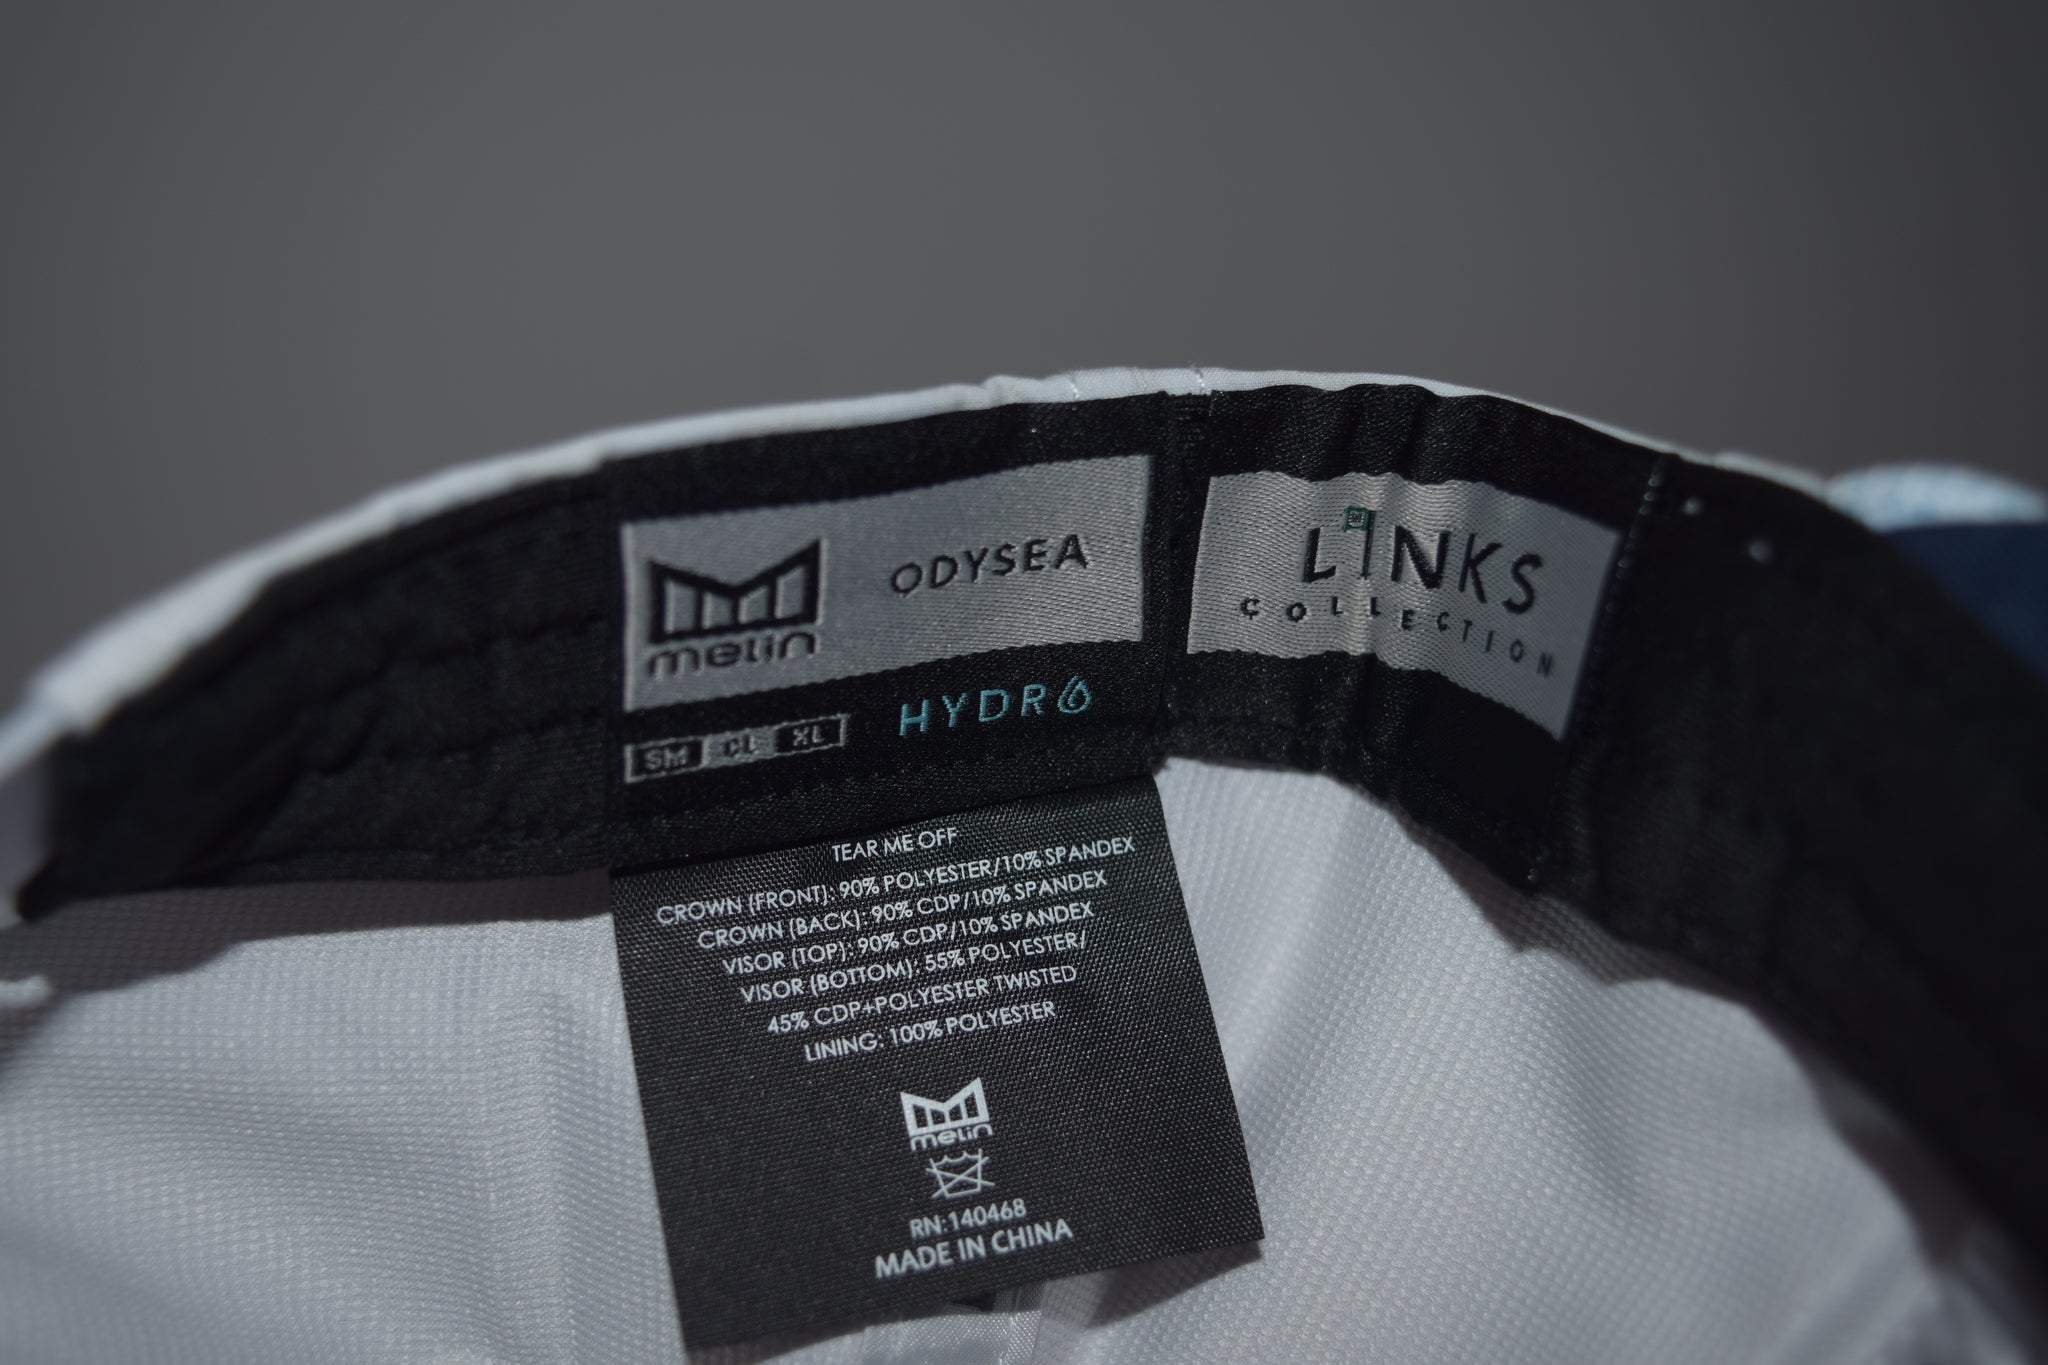 melin
ODYSEA
HYDRO
SM CL XL
LINKS
COLLECTION
TEAR ME OFF
CROWN (FRONT): 90% POLYESTER/10% SPANDEX
CROWN (BACK): 90% CDP/10% SPANDEX
VISOR (TOP): 90% CDP/10% SPANDEX
VISOR (BOTTOM): 55% POLYESTER/
45% CDP+POLYESTER TWISTED
LINING: 100% POLYESTER
melin
RN:140468
MADE IN CHINA